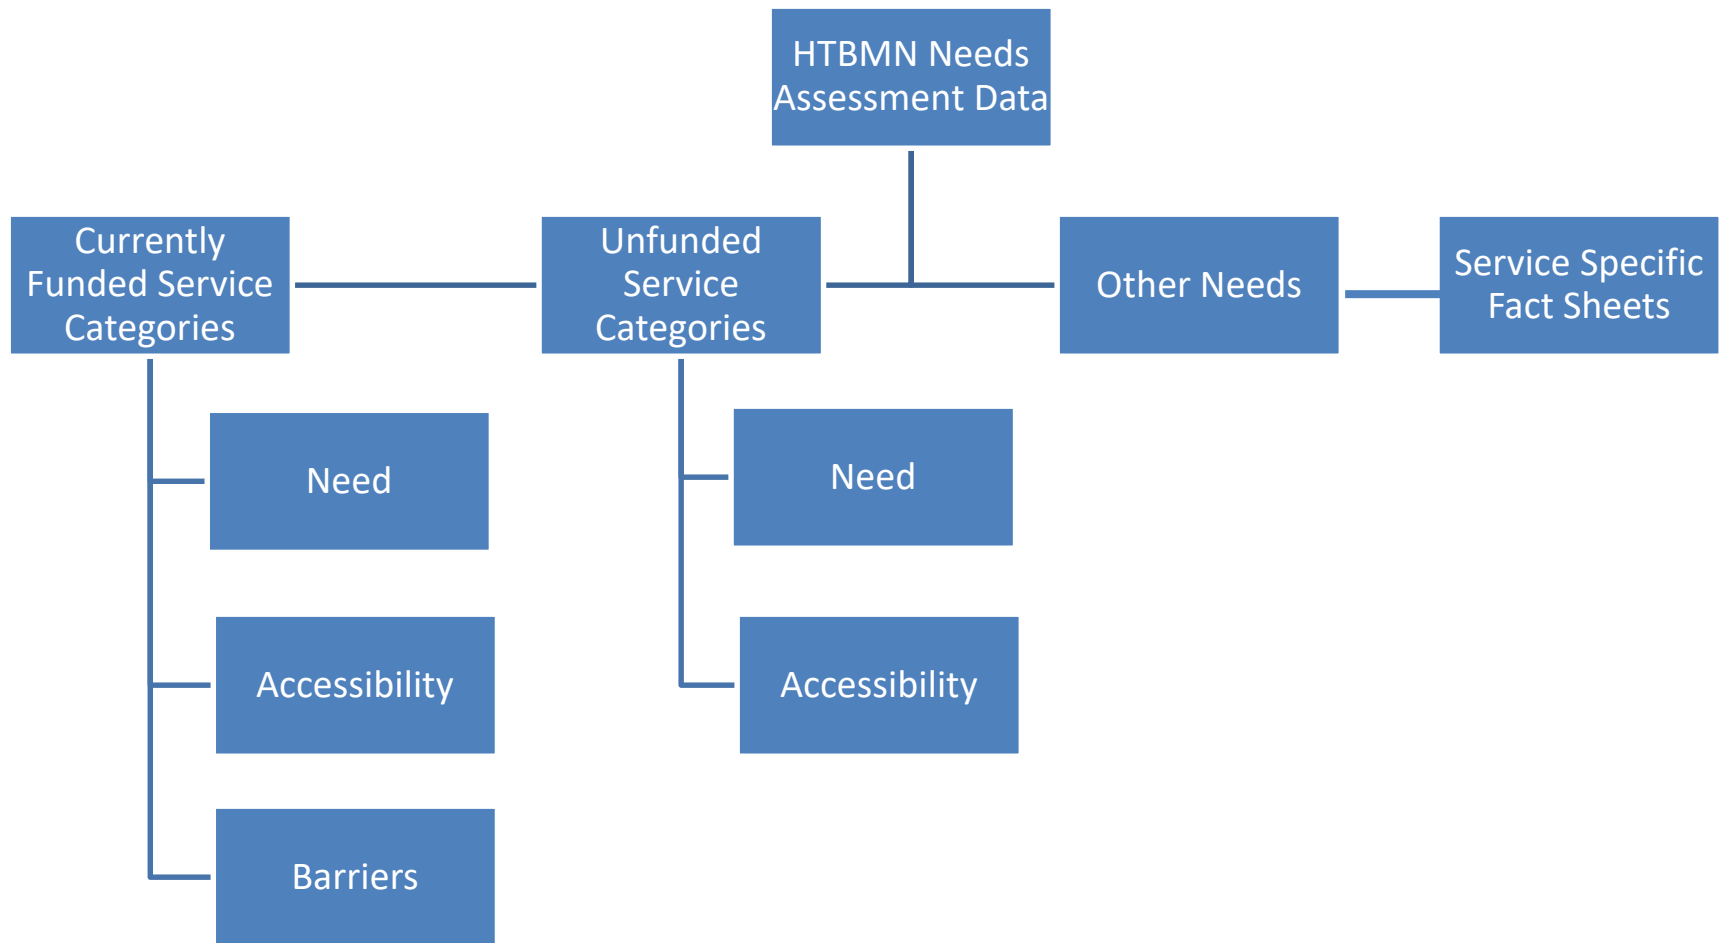 HTBMN Needs
Assessment Data
Currently
Funded Service
Categories
Unfunded
Service
Categories
Other Needs
Service Specific
Fact Sheets
Need
Need
Accessibility
Accessibility
Barriers